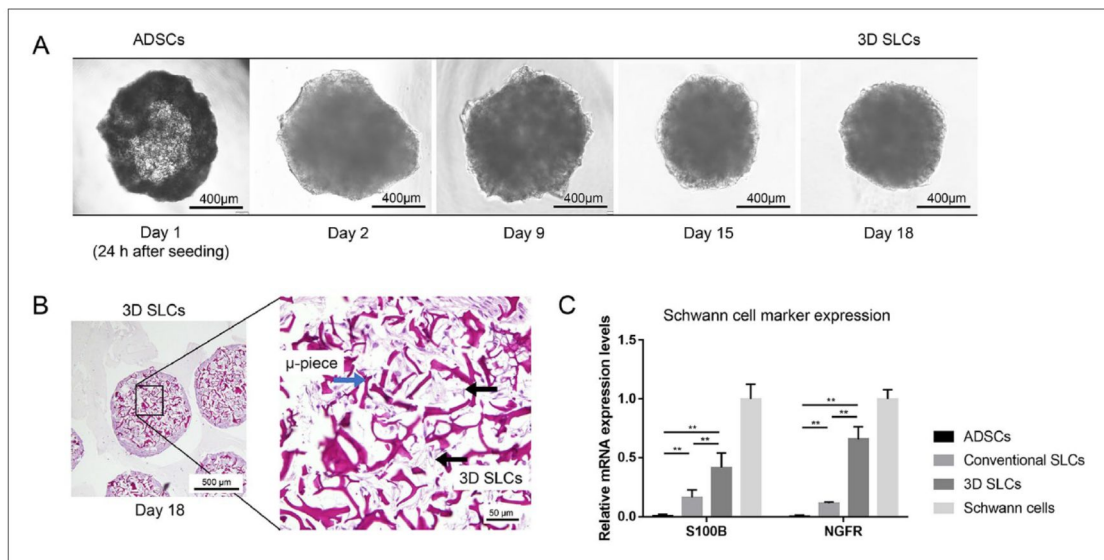 A
ADSCs
3D SLCs
400μm
400μm
400μm
400μm
400μm
Day 1
(24 h after seeding)
Day 2
Day 9
Day 15
Day 18
B
3D SLCs
500 μm
Day 18
μ-piece
3D SLCs
50 μm
C
Schwann cell marker expression
Relative mRNA expression levels
1.5
1.0
0.5
0.0
**
**
**
**
**
**
S100B
NGFR
ADSCs
Conventional SLCs
3D SLCs
Schwann cells